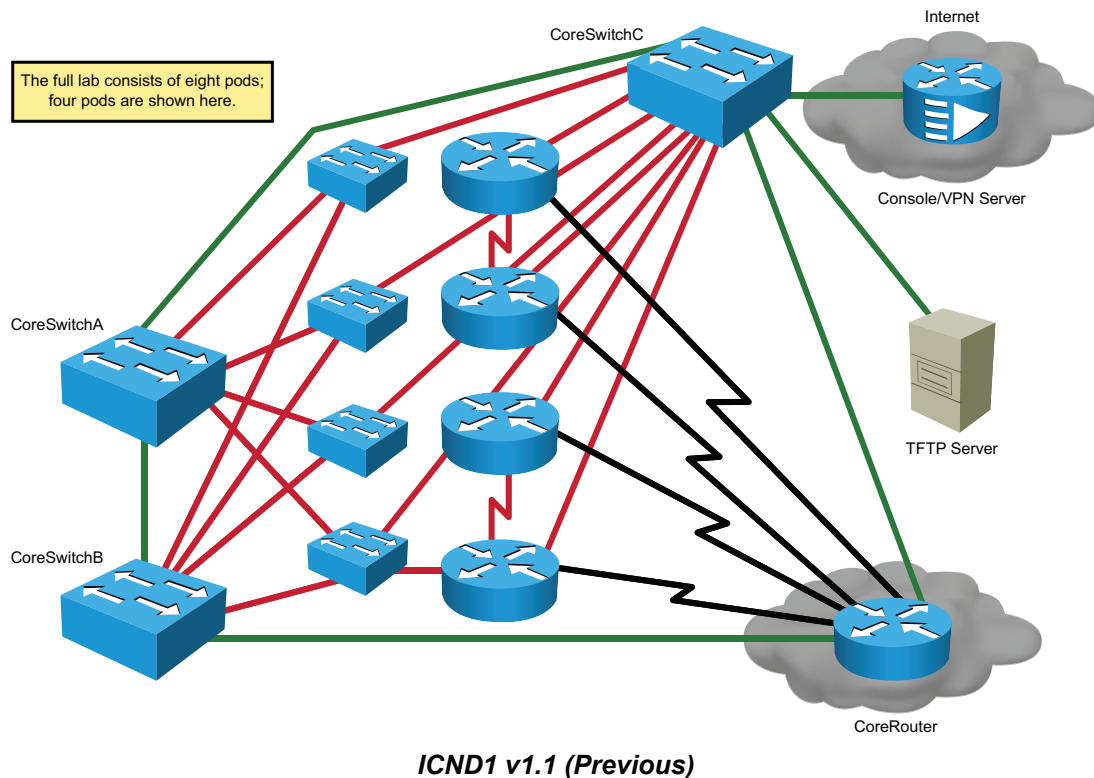 CoreSwitchC
Internet
The full lab consists of eight pods;
four pods are shown here.
Console/VPN Server
CoreSwitchA
TFTP Server
CoreSwitchB
CoreRouter
ICND1 v1.1 (Previous)